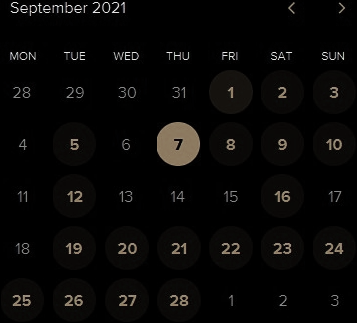 September 2021 < >
MON TUE WED THU FRI SAT SUN
28 29 30 31 1 2 3
4 5 6 7 8 9 10
11 12 13 14 15 16 17
18 19 20 21 22 23 24
25 26 27 28 1 2 3